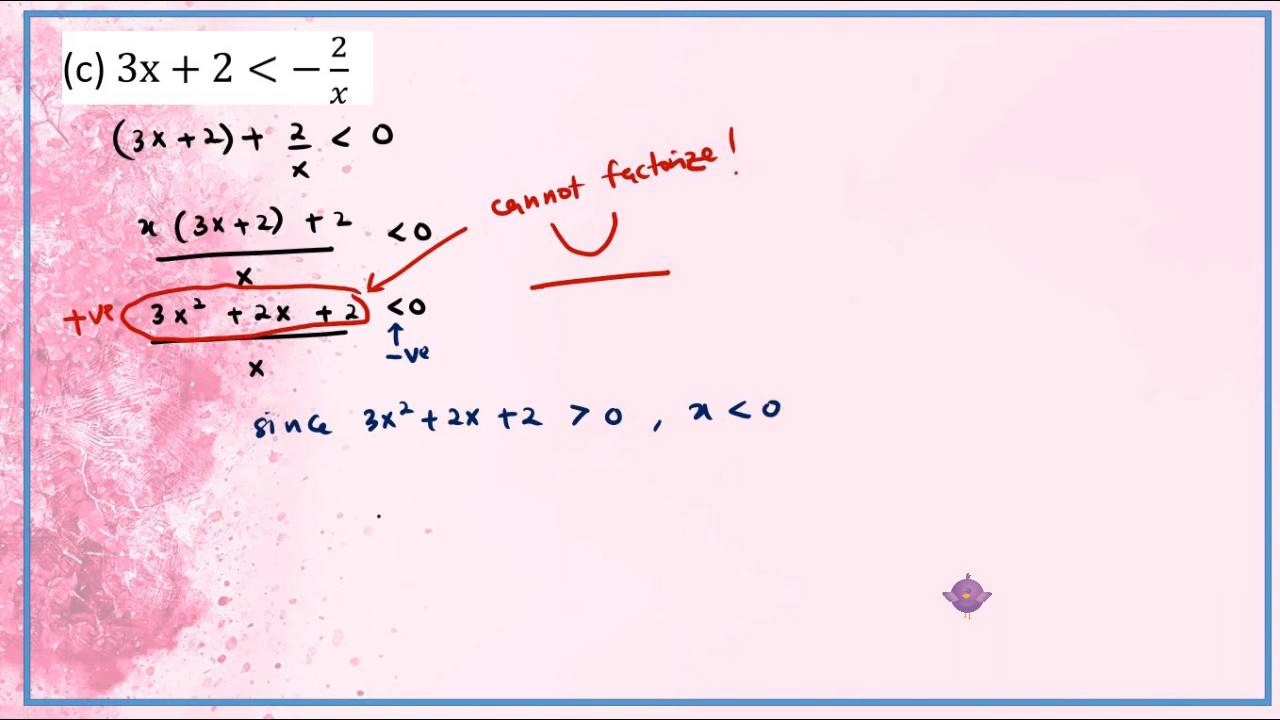 (c) 3x + 2 < − 2/x
(3x + 2) + 2/x < 0
cannot factorize !
x (3x + 2) + 2 / x < 0
+ve 3x² + 2x + 2 / x < 0
−ve
since 3x² + 2x + 2 > 0 , x < 0